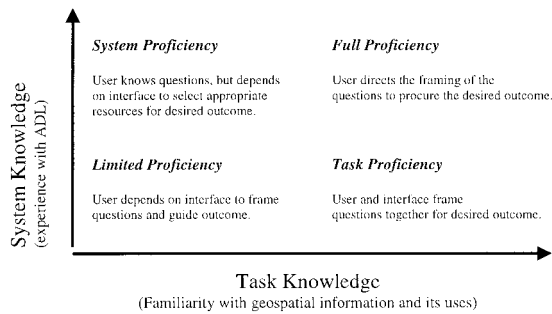 System Knowledge
(experience with ADL)
System Proficiency
User knows questions, but depends
on interface to select appropriate
resources for desired outcome.
Full Proficiency
User directs the framing of the
questions to procure the desired outcome.
Limited Proficiency
User depends on interface to frame
questions and guide outcome.
Task Proficiency
User and interface frame
questions together for desired outcome.
Task Knowledge
(Familiarity with geospatial information and its uses)